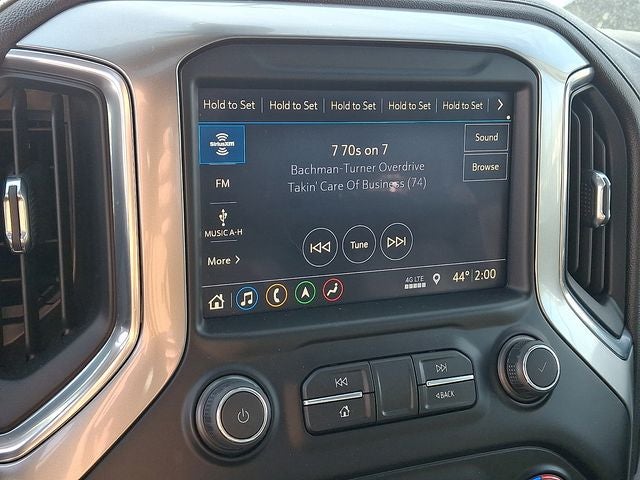 Hold to Set Hold to Set Hold to Set Hold to Set Hold to Set
SiriusXM
7 70s on 7
Sound
Bachman-Turner Overdrive
Browse
FM
Takin' Care Of Business (74)
MUSIC A-H
Tune
More
4G LTE 44° 2:00
BACK